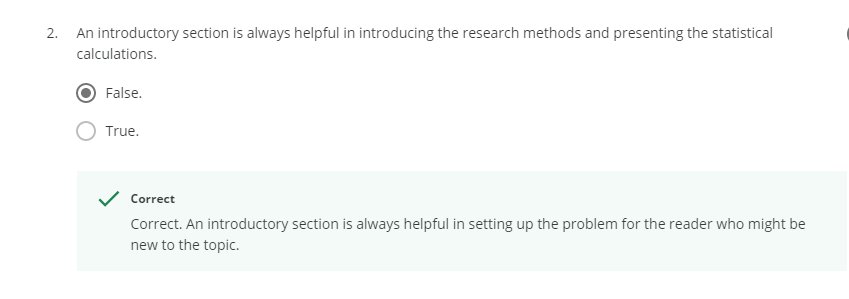 2. An introductory section is always helpful in introducing the research methods and presenting the statistical
calculations.
False.
True.
Correct
Correct. An introductory section is always helpful in setting up the problem for the reader who might be
new to the topic.